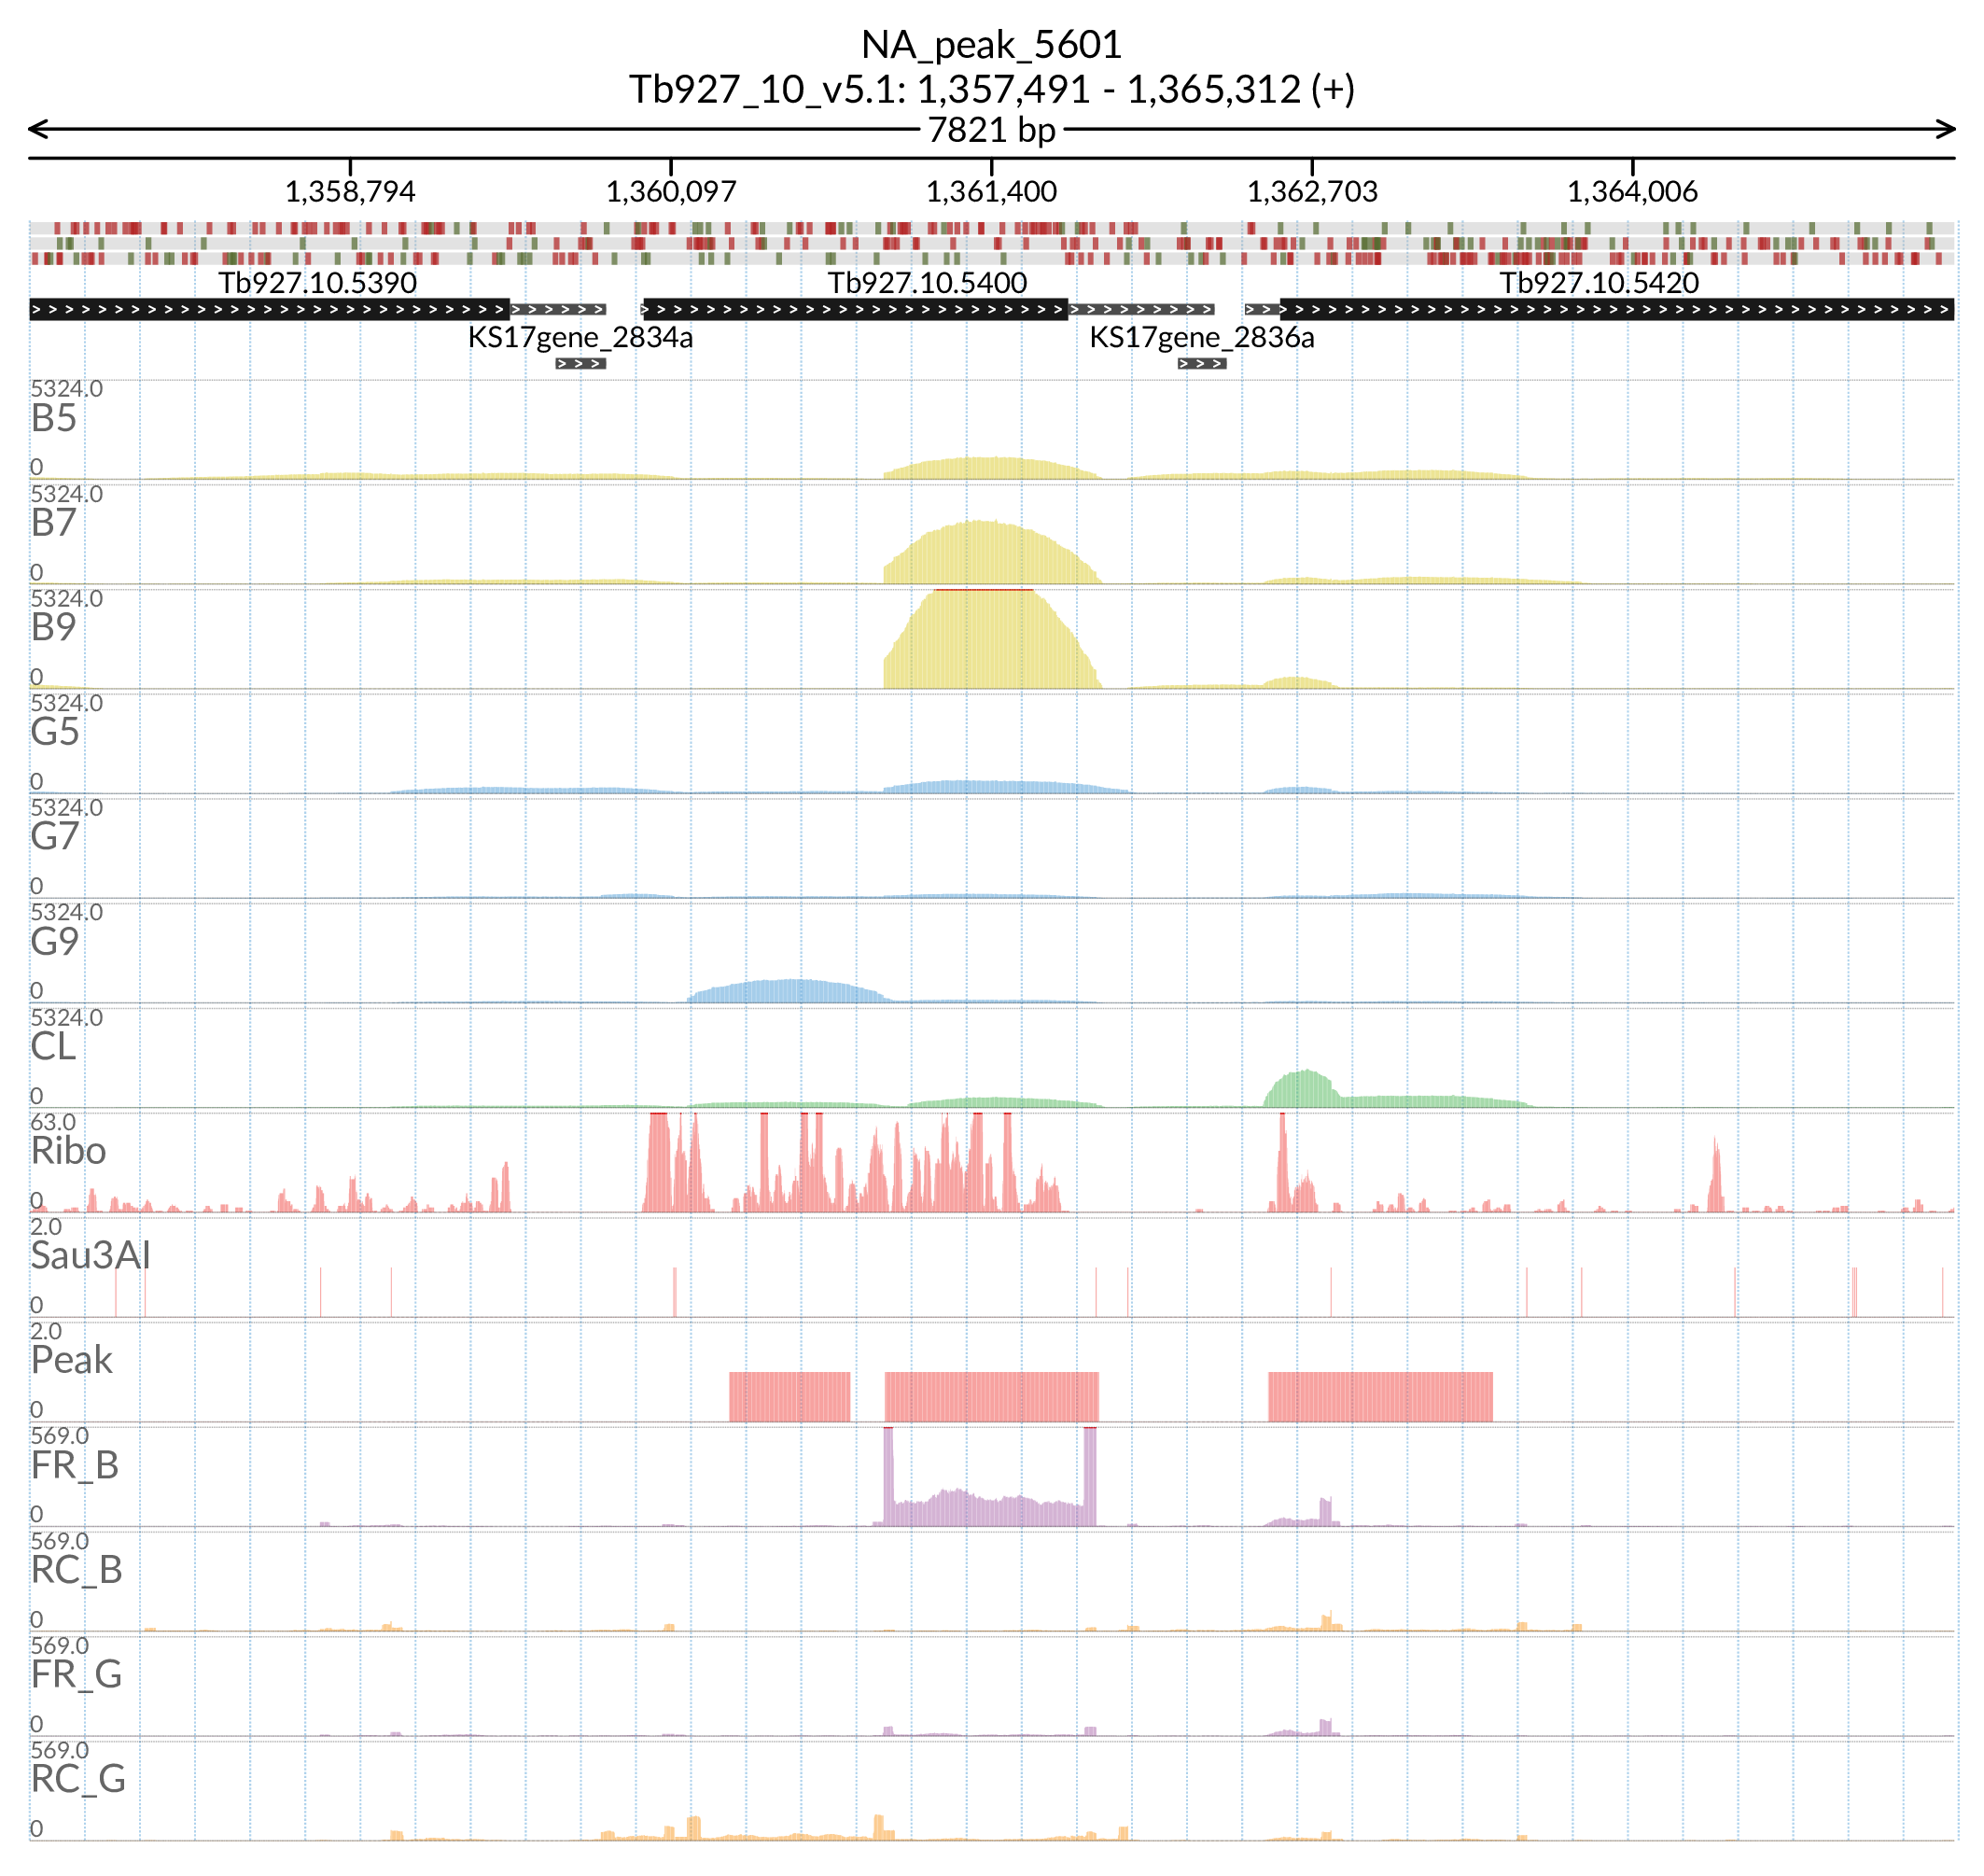 NA_peak_5601
Tb927_10_v5.1: 1,357,491 - 1,365,312 (+)
7821 bp
1,358,794 1,360,097 1,361,400 1,362,703 1,364,006
Tb927.10.5390 Tb927.10.5400 Tb927.10.5420
KS17gene_2834a KS17gene_2836a
5324.0
B5
0
5324.0
B7
0
5324.0
B9
0
5324.0
G5
0
5324.0
G7
0
5324.0
G9
0
5324.0
CL
0
63.0
Ribo
0
2.0
Sau3AI
0
2.0
Peak
0
569.0
FR_B
0
569.0
RC_B
0
569.0
FR_G
0
569.0
RC_G
0